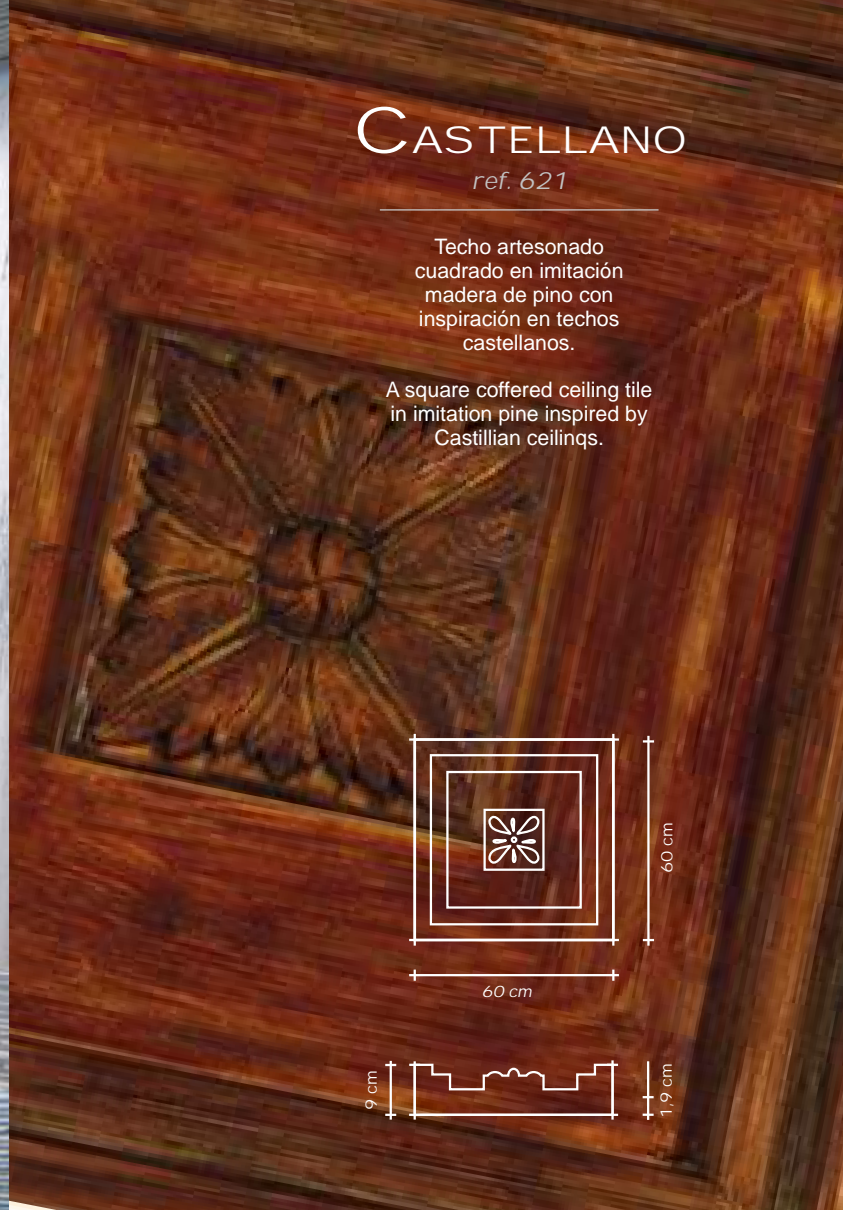 CASTELLANO
ref. 621
Techo artesonado
cuadrado en imitación
madera de pino con
inspiración en techos
castellanos.
A square coffered ceiling tile
in imitation pine inspired by
Castillian ceilings.
60 cm
60 cm
9 cm
1,9 cm